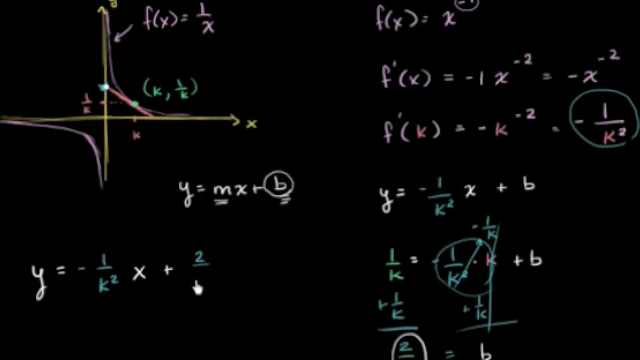 y
f(x) = 1/x
(k, 1/k)
1/k
k
x
y = mx + b
y = - 1/k² x + 2
f(x) = x⁻¹
f'(x) = -1 x⁻² = -x⁻²
f'(k) = -k⁻² = - 1/k²
y = - 1/k² x + b
- 1/k
1/k = - 1/k² · k + b
+ 1/k + 1/k
2 = b